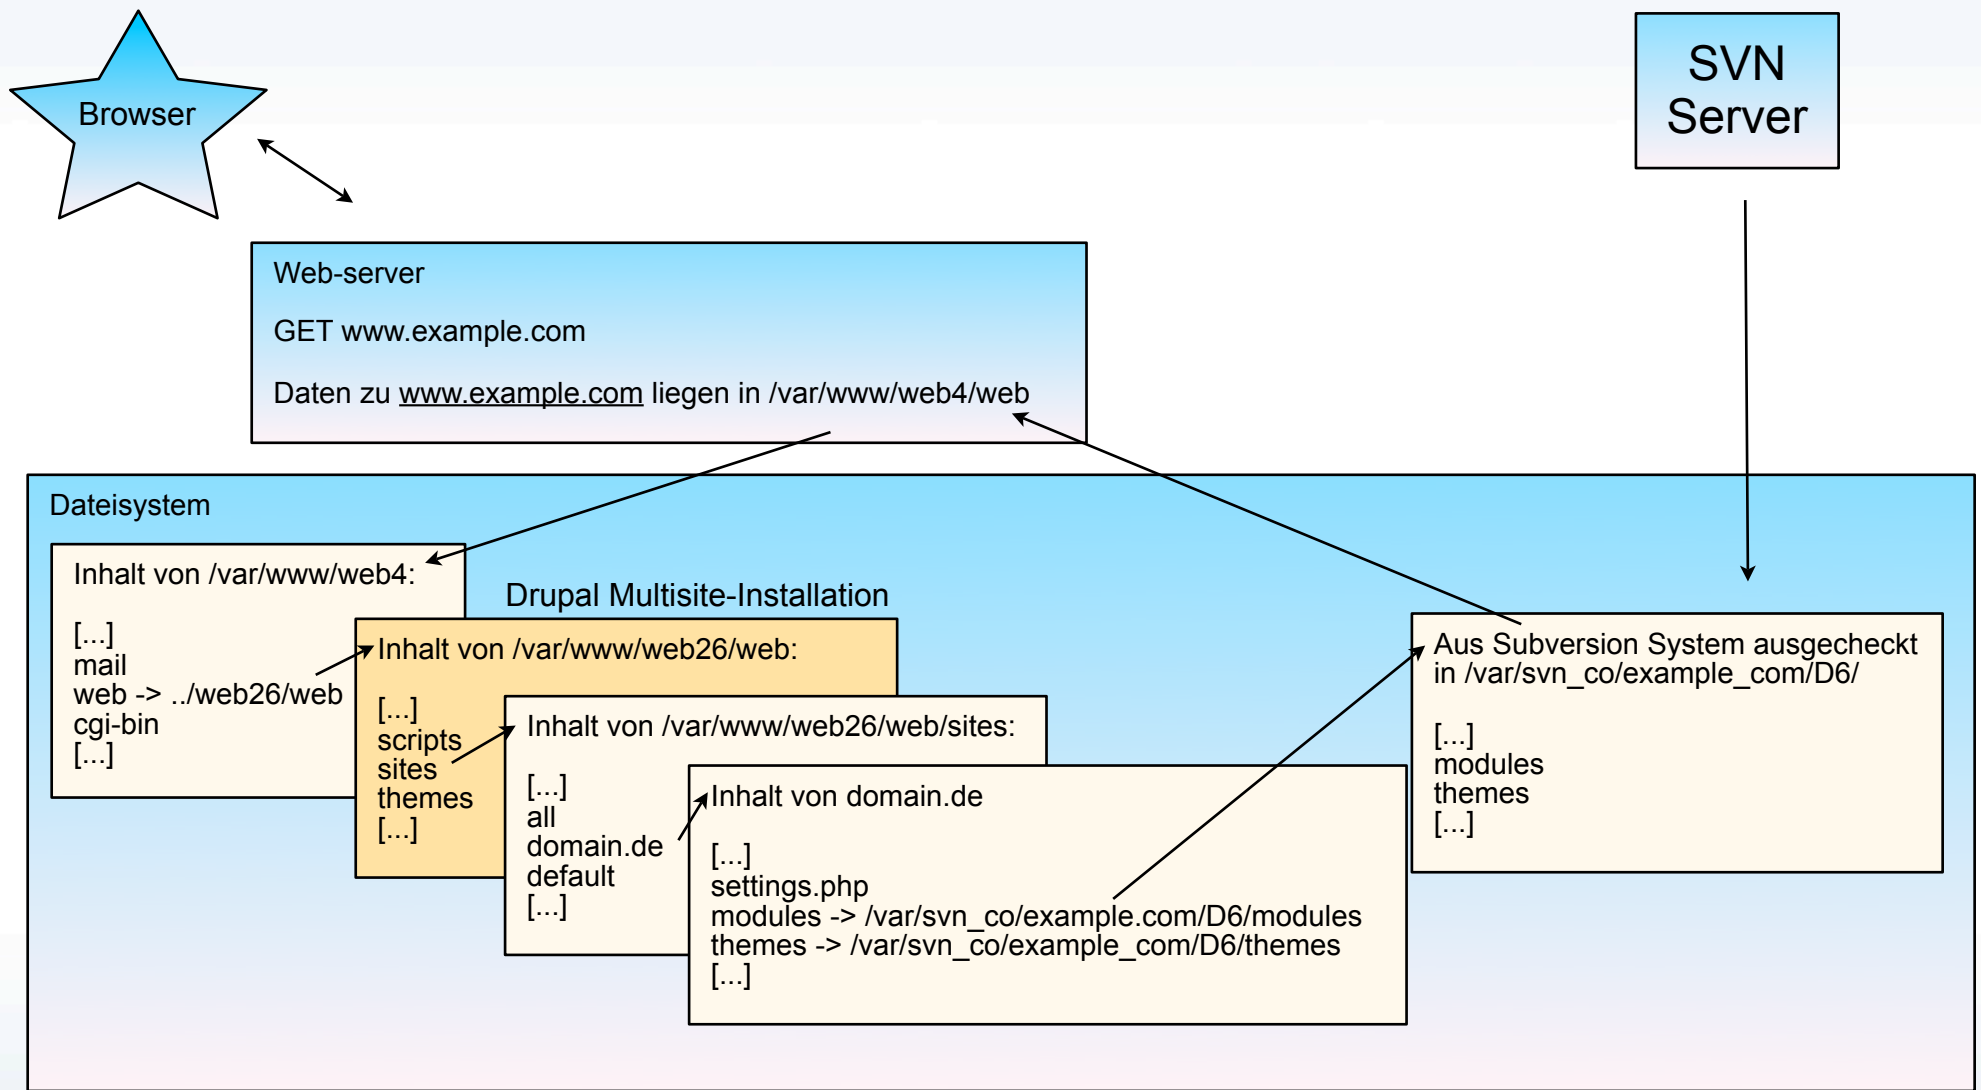 Browser
SVN
Server
Web-server
GET www.example.com
Daten zu www.example.com liegen in /var/www/web4/web
Dateisystem
Inhalt von /var/www/web4:
[...]
mail
web -> ../web26/web
cgi-bin
[...]
Drupal Multisite-Installation
Inhalt von /var/www/web26/web:
[...]
scripts
sites
themes
[...]
Inhalt von /var/www/web26/web/sites:
[...]
all
domain.de
default
[...]
Inhalt von domain.de
[...]
settings.php
modules -> /var/svn_co/example.com/D6/modules
themes -> /var/svn_co/example_com/D6/themes
[...]
Aus Subversion System ausgecheckt
in /var/svn_co/example_com/D6/
[...]
modules
themes
[...]